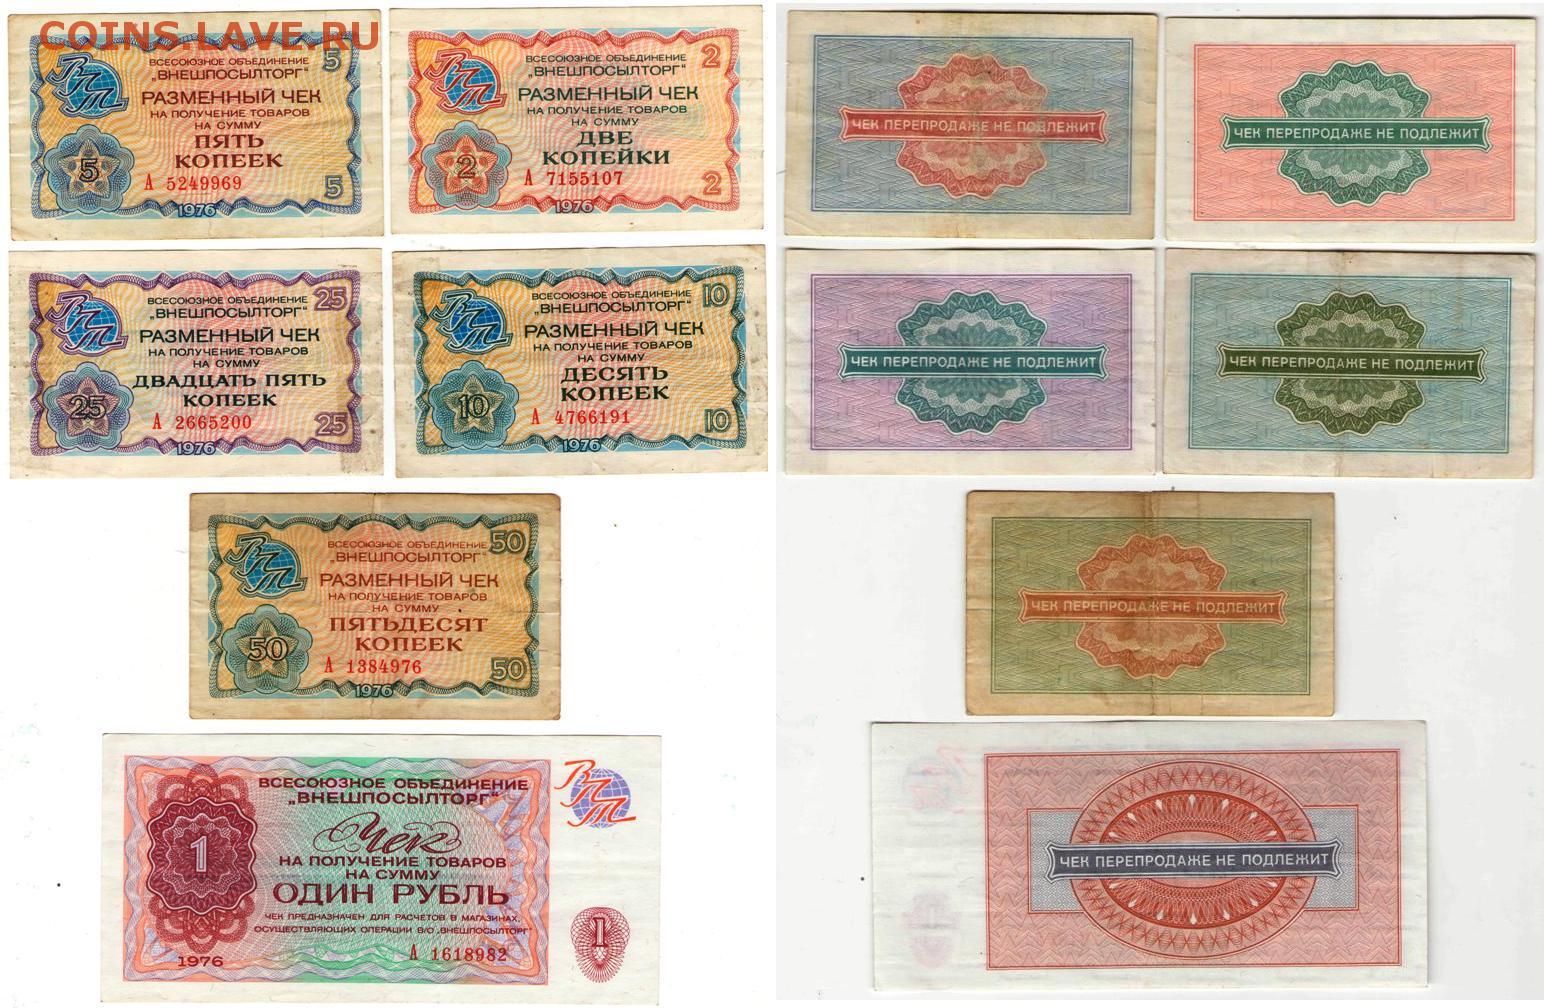 COINS.LAVE.RU
ВСЕСОЮЗНОЕ ОБЪЕДИНЕНИЕ
„ВНЕШПОСЫЛТОРГ"
РАЗМЕННЫЙ ЧЕК
НА ПОЛУЧЕНИЕ ТОВАРОВ
НА СУММУ
ПЯТЬ
КОПЕЕК
А 5249969
1976
ВПТ
5
5
5
ВСЕСОЮЗНОЕ ОБЪЕДИНЕНИЕ
„ВНЕШПОСЫЛТОРГ"
РАЗМЕННЫЙ ЧЕК
НА ПОЛУЧЕНИЕ ТОВАРОВ
НА СУММУ
ДВЕ
КОПЕЙКИ
А 7155107
1976
ВПТ
2
2
2
ЧЕК ПЕРЕПРОДАЖЕ НЕ ПОДЛЕЖИТ
ЧЕК ПЕРЕПРОДАЖЕ НЕ ПОДЛЕЖИТ
ВСЕСОЮЗНОЕ ОБЪЕДИНЕНИЕ
„ВНЕШПОСЫЛТОРГ"
РАЗМЕННЫЙ ЧЕК
НА ПОЛУЧЕНИЕ ТОВАРОВ
НА СУММУ
ДВАДЦАТЬ ПЯТЬ
КОПЕЕК
А 2665200
1976
ВПТ
25
25
25
ВСЕСОЮЗНОЕ ОБЪЕДИНЕНИЕ
„ВНЕШПОСЫЛТОРГ"
РАЗМЕННЫЙ ЧЕК
НА ПОЛУЧЕНИЕ ТОВАРОВ
НА СУММУ
ДЕСЯТЬ
КОПЕЕК
А 4766191
1976
ВПТ
10
10
10
ЧЕК ПЕРЕПРОДАЖЕ НЕ ПОДЛЕЖИТ
ЧЕК ПЕРЕПРОДАЖЕ НЕ ПОДЛЕЖИТ
ВСЕСОЮЗНОЕ ОБЪЕДИНЕНИЕ
„ВНЕШПОСЫЛТОРГ"
РАЗМЕННЫЙ ЧЕК
НА ПОЛУЧЕНИЕ ТОВАРОВ
НА СУММУ
ПЯТЬДЕСЯТ
КОПЕЕК
А 1384976
1976
ВПТ
50
50
50
ЧЕК ПЕРЕПРОДАЖЕ НЕ ПОДЛЕЖИТ
ВСЕСОЮЗНОЕ ОБЪЕДИНЕНИЕ
„ВНЕШПОСЫЛТОРГ"
Чек
НА ПОЛУЧЕНИЕ ТОВАРОВ
НА СУММУ
ОДИН РУБЛЬ
ЧЕК ПРЕДНАЗНАЧЕН ДЛЯ РАСЧЕТОВ В МАГАЗИНАХ,
ОСУЩЕСТВЛЯЮЩИХ ОПЕРАЦИИ В/О „ВНЕШПОСЫЛТОРГ"
А 1618982
1976
1
ВПТ
1
ЧЕК ПЕРЕПРОДАЖЕ НЕ ПОДЛЕЖИТ